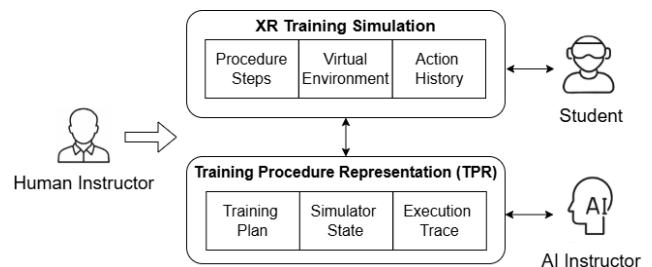 XR Training Simulation
Procedure
Steps
Virtual
Environment
Action
History
Student
Human Instructor
Training Procedure Representation (TPR)
Training
Plan
Simulator
State
Execution
Trace
AI
AI Instructor